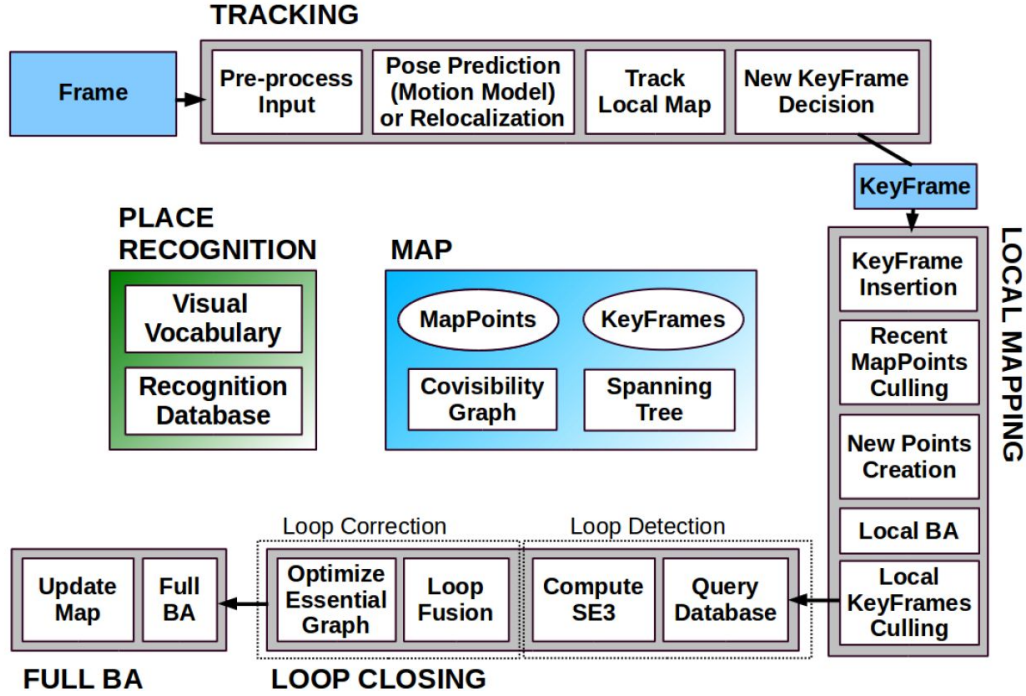 TRACKING
Frame
Pre-process
Input
Pose Prediction
(Motion Model)
or Relocalization
Track
Local Map
New KeyFrame
Decision
KeyFrame
PLACE
RECOGNITION
Visual
Vocabulary
Recognition
Database
MAP
MapPoints
KeyFrames
Covisibility
Graph
Spanning
Tree
LOCAL MAPPING
KeyFrame
Insertion
Recent
MapPoints
Culling
New Points
Creation
Local BA
Local
KeyFrames
Culling
Loop Correction
Loop Detection
Optimize
Essential
Graph
Loop
Fusion
Compute
SE3
Query
Database
Update
Map
Full
BA
FULL BA
LOOP CLOSING